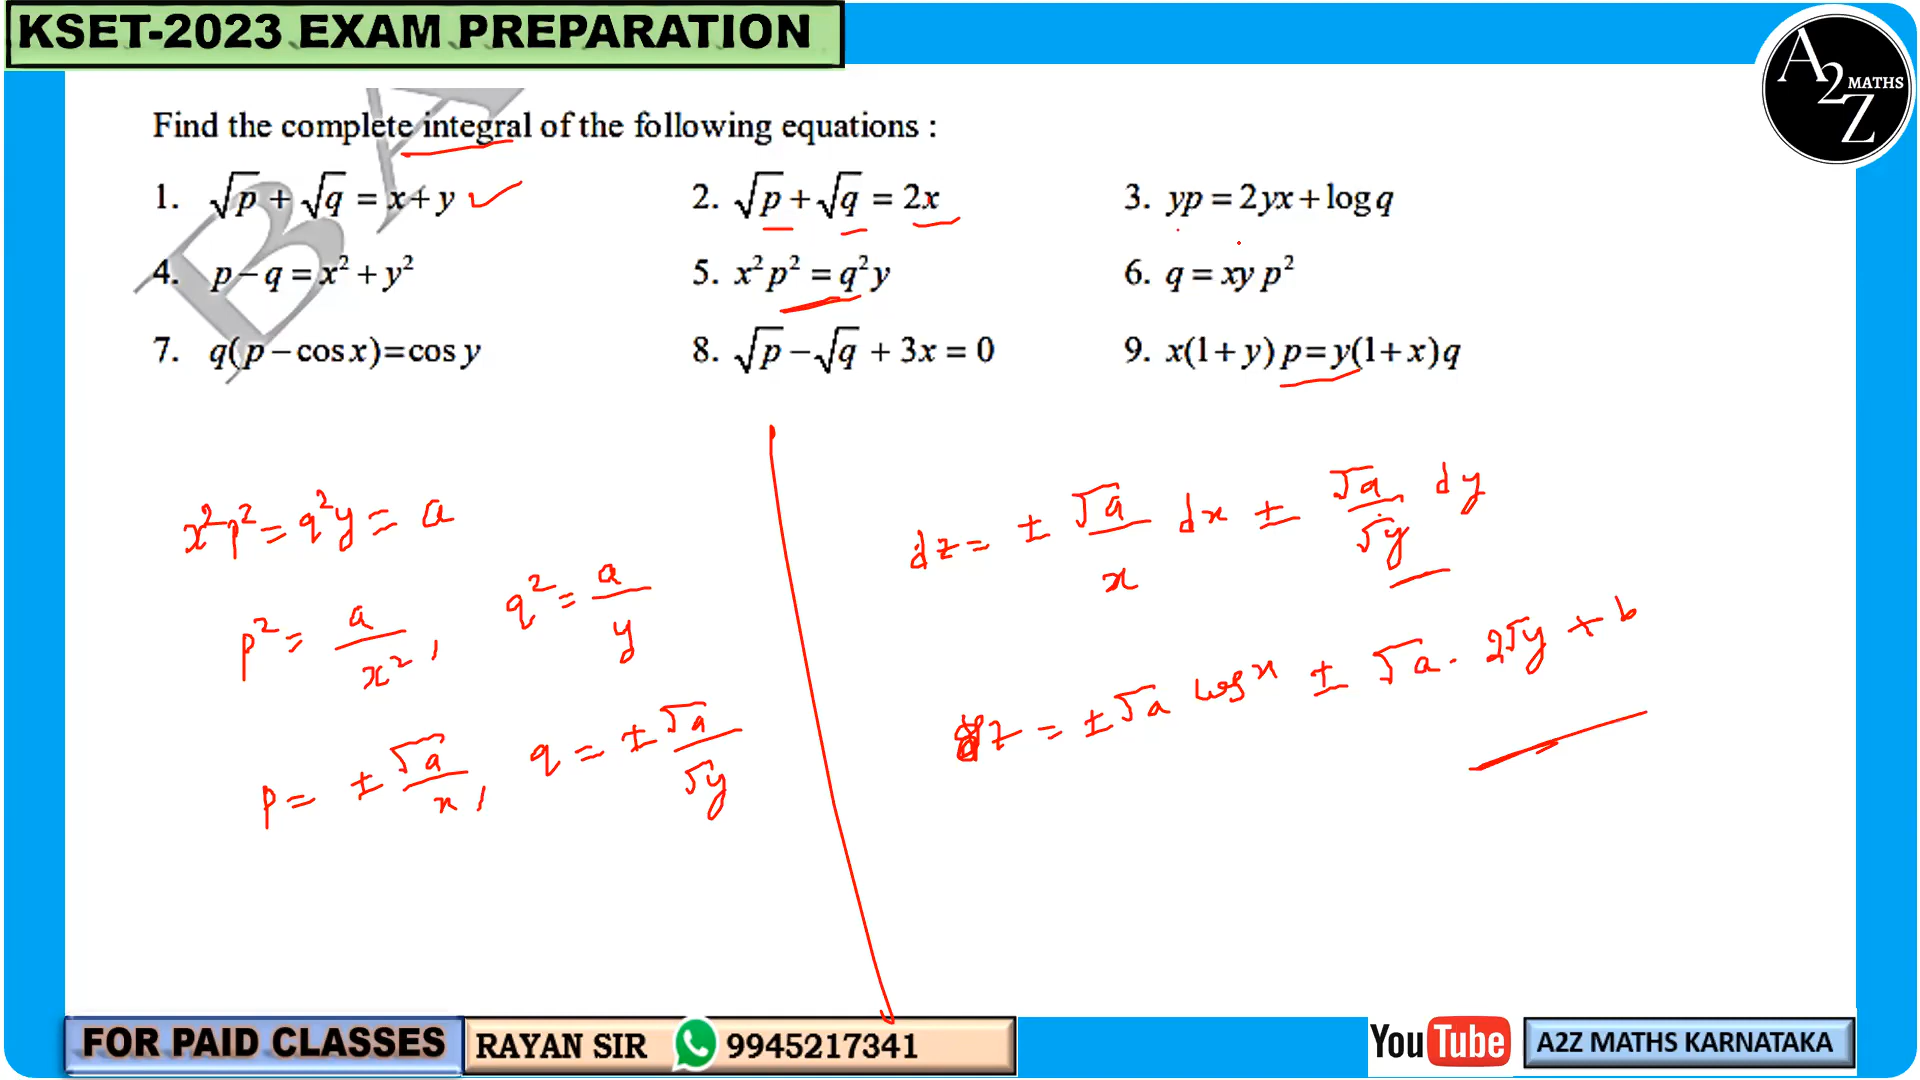 KSET-2023 EXAM PREPARATION
A2Z MATHS
Find the complete integral of the following equations :
1. √p + √q = x + y ✓
2. √p + √q = 2x
3. yp = 2yx + log q
4. p − q = x² + y²
5. x²p² = q²y
6. q = xy p²
7. q(p − cos x)=cos y
8. √p − √q + 3x = 0
9. x(1 + y) p = y(1 + x)q
x²p² = q²y = a
p² = a/x², q² = a/y
p = ± √a/x, q = ± √a/√y
dz = ± √a/x dx ± √a/√y dy
z = ± √a log x ± √a · 2√y + b
FOR PAID CLASSES
RAYAN SIR 9945217341
YouTube
A2Z MATHS KARNATAKA